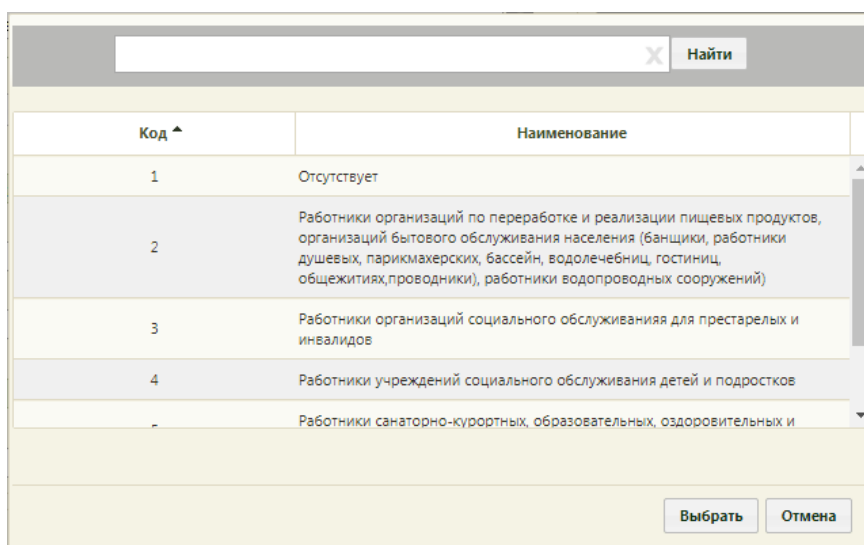 Найти
Код Наименование
1 Отсутствует
2 Работники организаций по переработке и реализации пищевых продуктов,
организаций бытового обслуживания населения (банщики, работники
душевых, парикмахерских, бассейн, водолечебниц, гостиниц,
общежитиях,проводники), работники водопроводных сооружений)
3 Работники организаций социального обслуживанияя для престарелых и
инвалидов
4 Работники учреждений социального обслуживания детей и подростков
Работники санаторно-курортных, образовательных, оздоровительных и
Выбрать Отмена